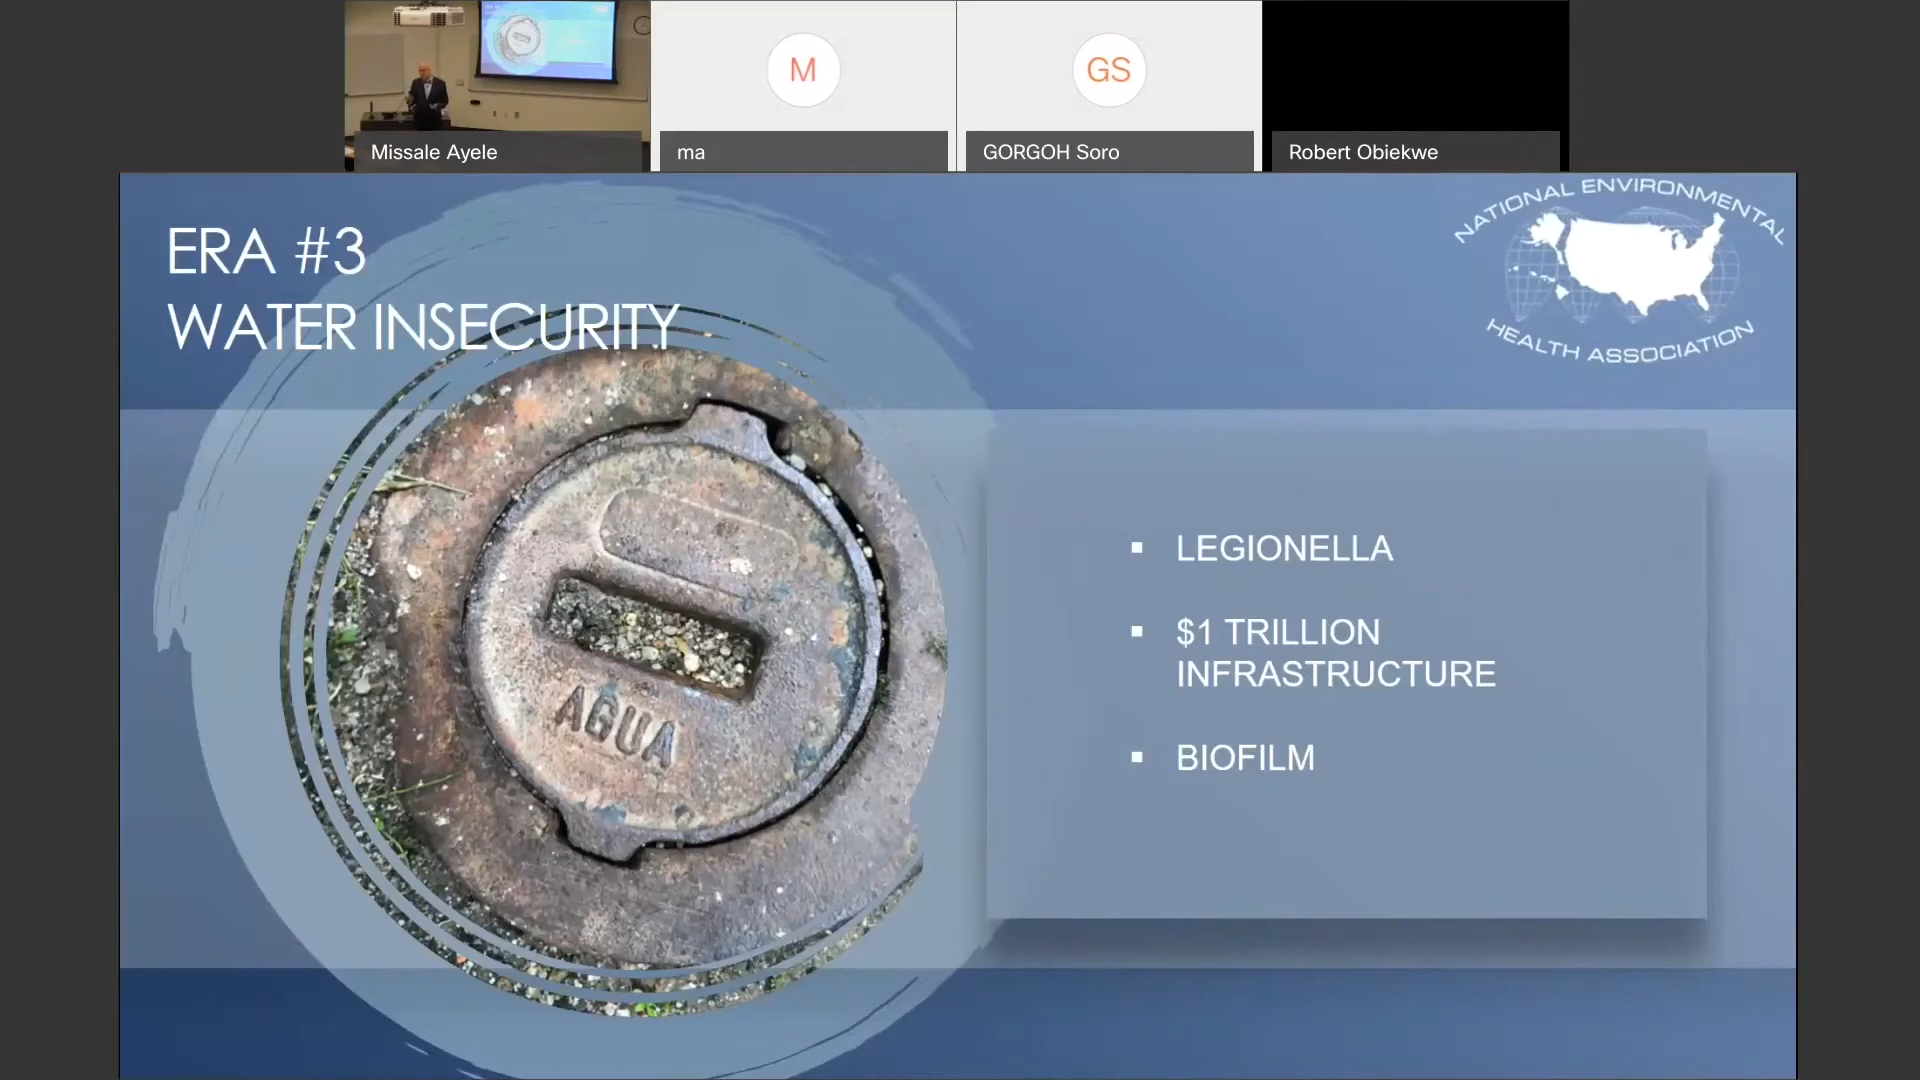 M
GS
Missale Ayele
ma
GORGOH Soro
Robert Obiekwe
ERA #3
WATER INSECURITY
NATIONAL ENVIRONMENTAL
HEALTH ASSOCIATION
AGUA
▪ LEGIONELLA
▪ $1 TRILLION
INFRASTRUCTURE
▪ BIOFILM